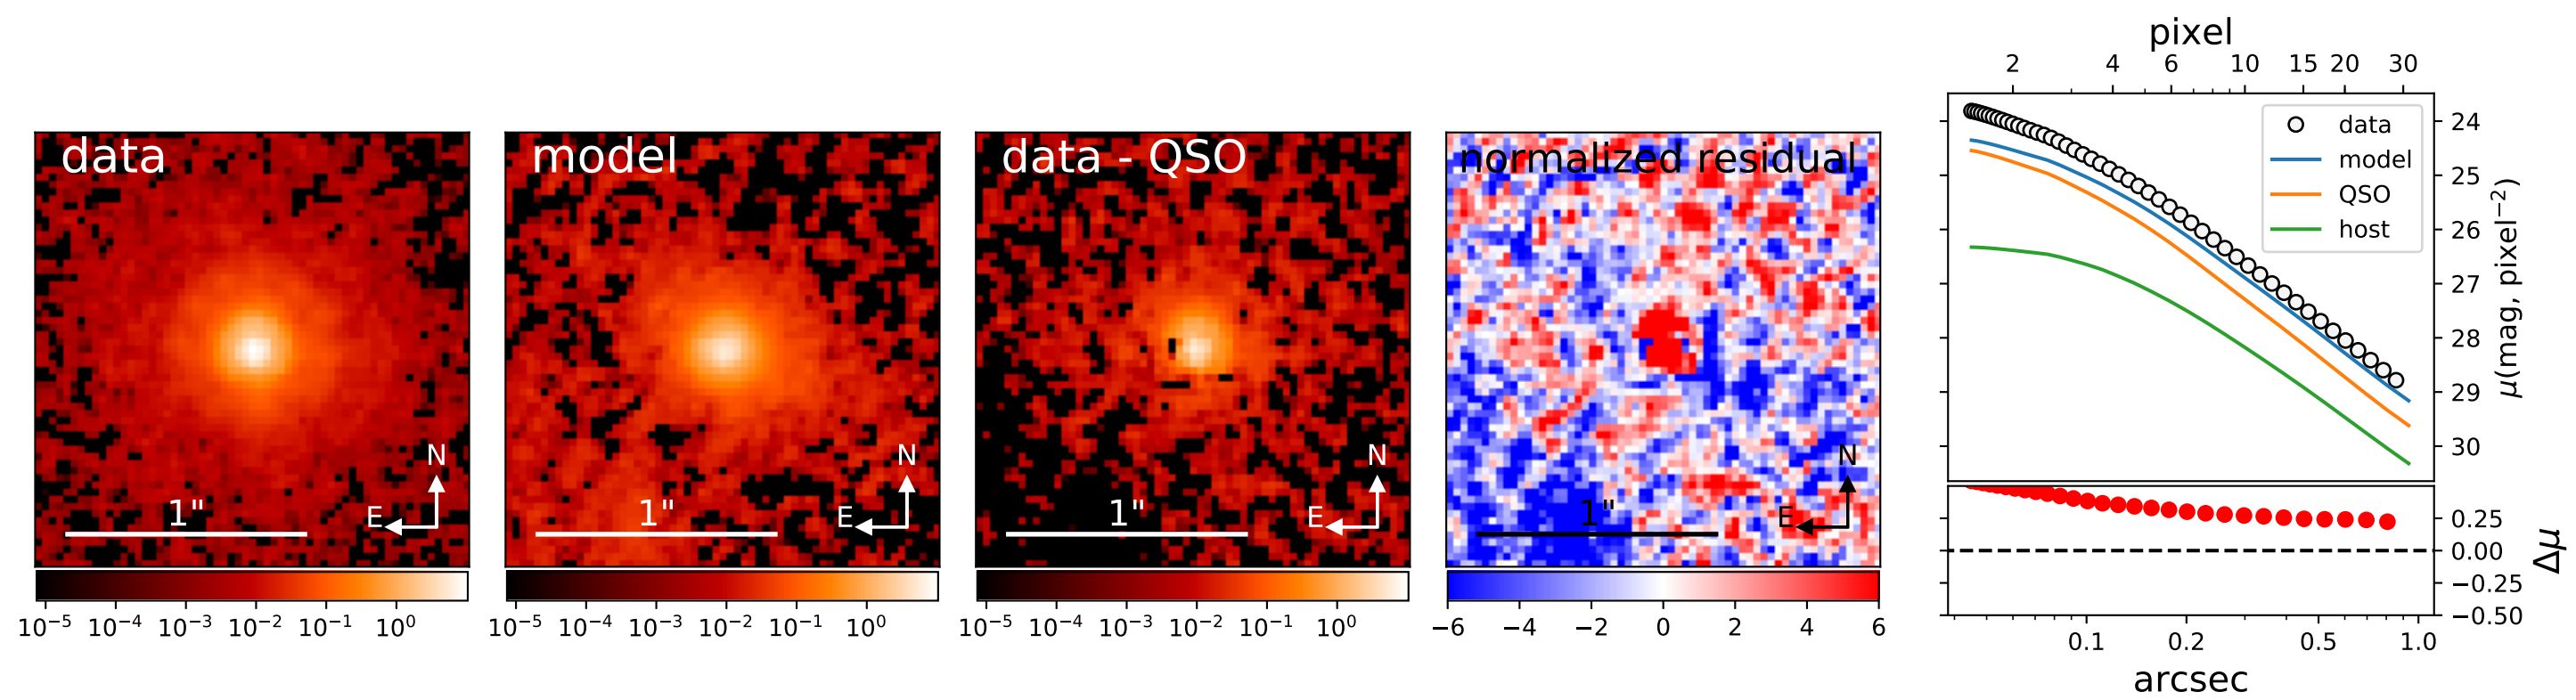 data
1"
N
E
10⁻⁵ 10⁻⁴ 10⁻³ 10⁻² 10⁻¹ 10⁰
model
1"
N
E
10⁻⁵ 10⁻⁴ 10⁻³ 10⁻² 10⁻¹ 10⁰
data - QSO
1"
N
E
10⁻⁵ 10⁻⁴ 10⁻³ 10⁻² 10⁻¹ 10⁰
normalized residual
1"
N
E
−6 −4 −2 0 2 4 6
pixel
2 4 6 10 15 20 30
data
model
QSO
host
24
25
26
27
28
29
30
μ(mag, pixel⁻²)
0.25
0.00
−0.25
−0.50
Δμ
0.1 0.2 0.5 1.0
arcsec